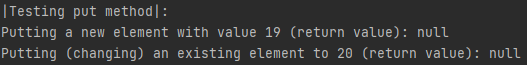 |Testing put method|:
Putting a new element with value 19 (return value): null
Putting (changing) an existing element to 20 (return value): null